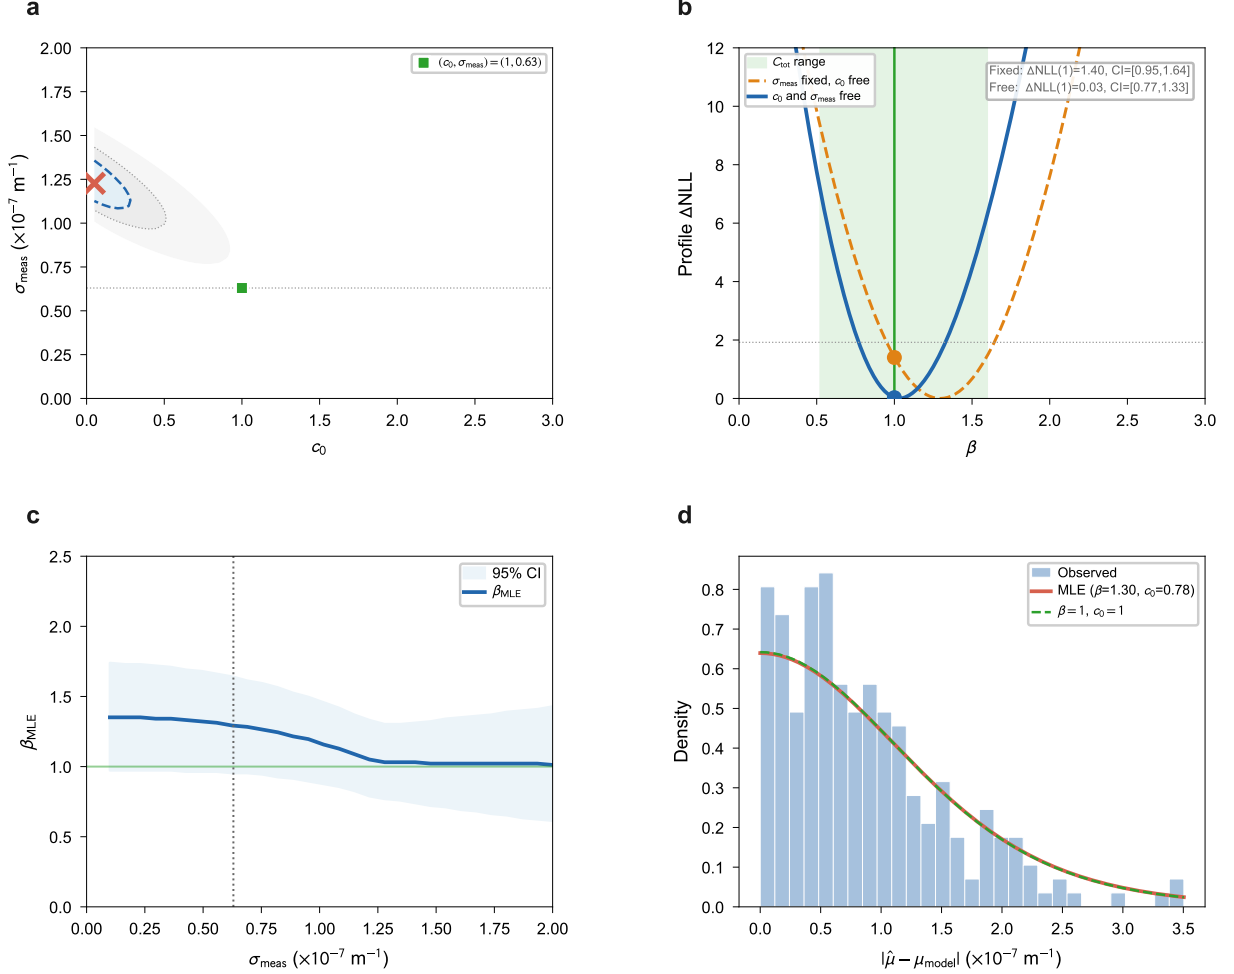 a
2.00
1.75
1.50
1.25
1.00
0.75
0.50
0.25
0.00
0.0 0.5 1.0 1.5 2.0 2.5 3.0
σmeas (×10⁻⁷ m⁻¹)
c₀
(c₀, σmeas) = (1, 0.63)
b
12
10
8
6
4
2
0
0.0 0.5 1.0 1.5 2.0 2.5 3.0
Profile ΔNLL
β
Ctot range
σmeas fixed, c₀ free
c₀ and σmeas free
Fixed: ΔNLL(1)=1.40, CI=[0.95,1.64]
Free: ΔNLL(1)=0.03, CI=[0.77,1.33]
c
2.5
2.0
1.5
1.0
0.5
0.0
0.00 0.25 0.50 0.75 1.00 1.25 1.50 1.75 2.00
βMLE
σmeas (×10⁻⁷ m⁻¹)
95% CI
βMLE
d
0.8
0.7
0.6
0.5
0.4
0.3
0.2
0.1
0.0
0.0 0.5 1.0 1.5 2.0 2.5 3.0 3.5
Density
|μ̂ − μmodel| (×10⁻⁷ m⁻¹)
Observed
MLE (β=1.30, c₀=0.78)
β = 1, c₀ = 1